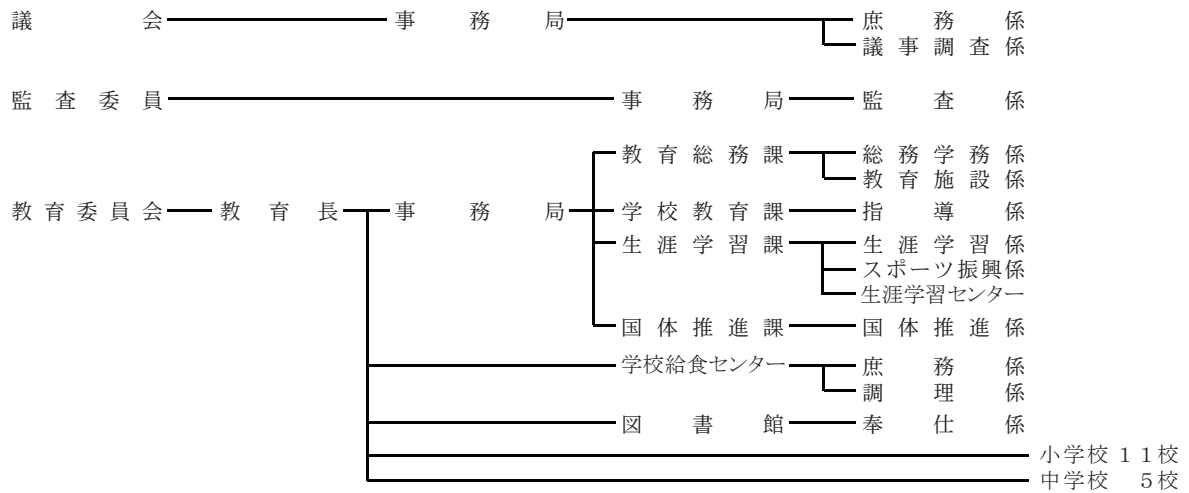 議会 事務局 庶務係
議事調査係
監査委員 事務局 監査係
教育総務課 総務学務係
教育施設係
教育委員会 教育長 事務局 学校教育課 指導係
生涯学習課 生涯学習係
スポーツ振興係
生涯学習センター
国体推進課 国体推進係
学校給食センター 庶務係
調理係
図書館 奉仕係
小学校 11校
中学校 5校